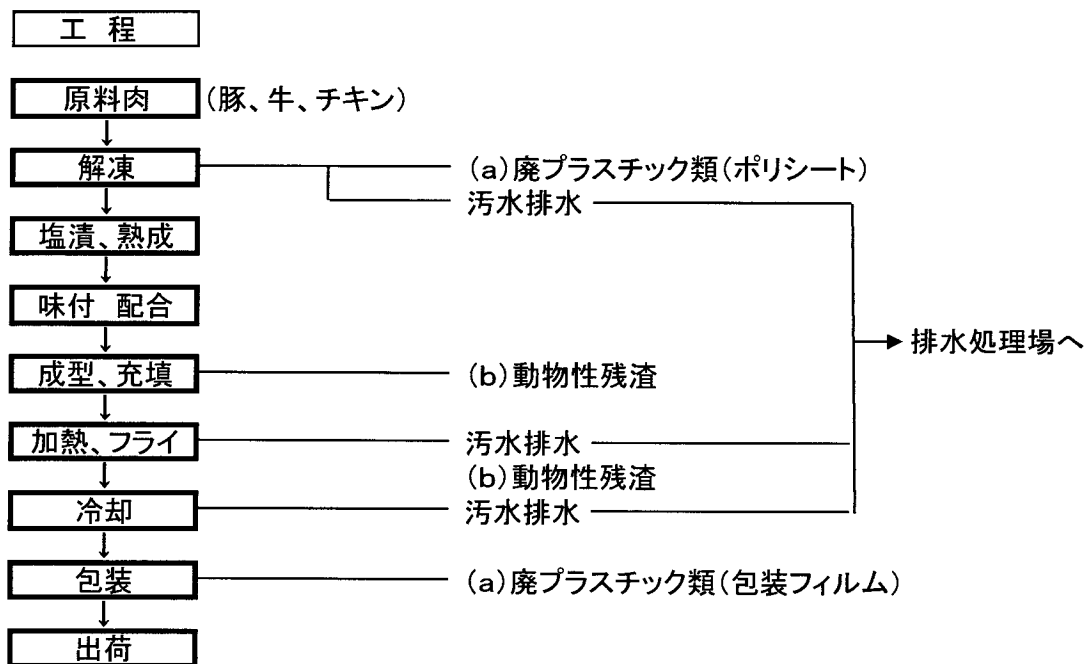 工 程
原料肉 (豚、牛、チキン)
解凍 (a)廃プラスチック類(ポリシート)
汚水排水
塩漬、熟成
味付 配合
排水処理場へ
成型、充填 (b)動物性残渣
加熱、フライ 汚水排水
(b)動物性残渣
冷却 汚水排水
包装 (a)廃プラスチック類(包装フィルム)
出荷